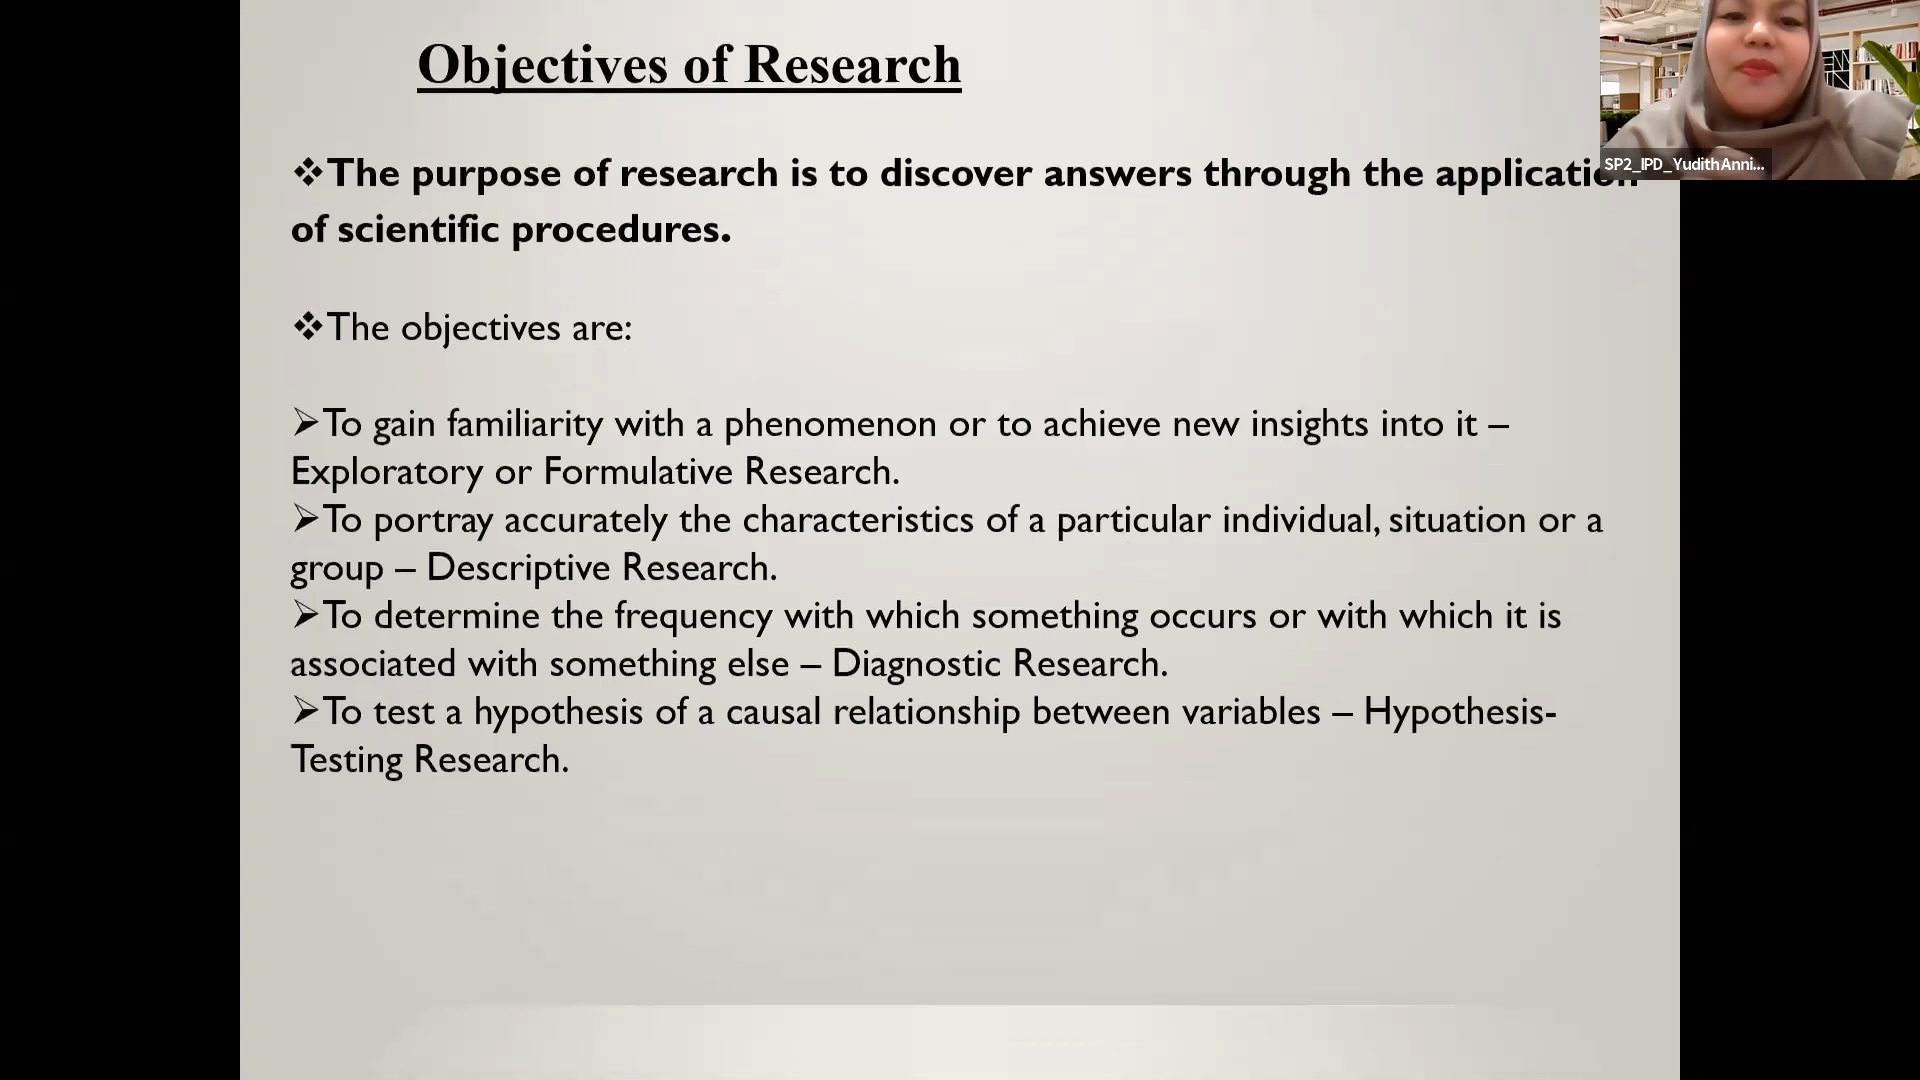 Objectives of Research
❖The purpose of research is to discover answers through the application
of scientific procedures.
❖The objectives are:
➢To gain familiarity with a phenomenon or to achieve new insights into it –
Exploratory or Formulative Research.
➢To portray accurately the characteristics of a particular individual, situation or a
group – Descriptive Research.
➢To determine the frequency with which something occurs or with which it is
associated with something else – Diagnostic Research.
➢To test a hypothesis of a causal relationship between variables – Hypothesis-
Testing Research.
SP2_IPD_YudithAnni...